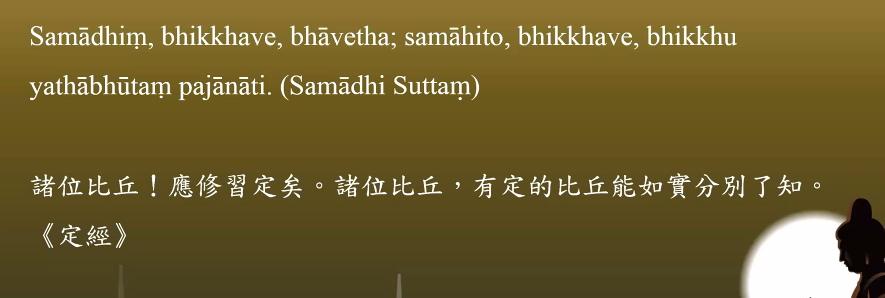 Samādhiṃ, bhikkhave, bhāvetha; samāhito, bhikkhave, bhikkhu
yathābhūtaṃ pajānāti. (Samādhi Suttaṃ)
諸位比丘！應修習定矣。諸位比丘，有定的比丘能如實分別了知。
《定經》